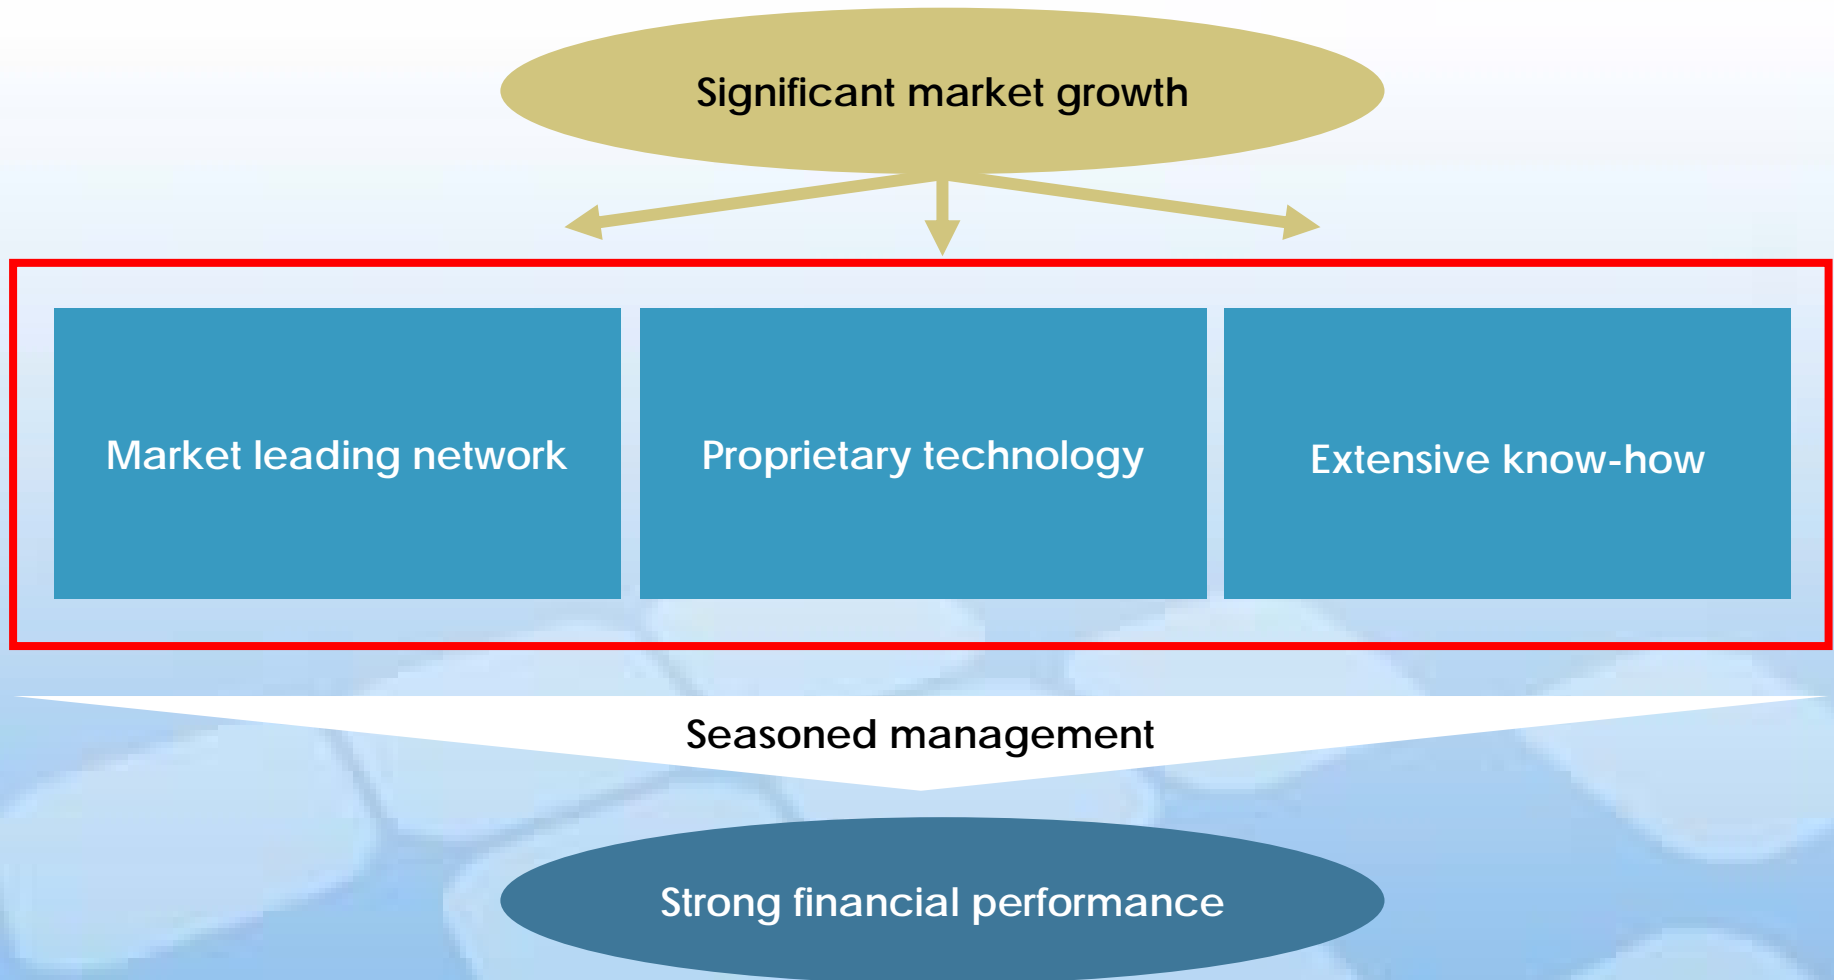 Significant market growth
Market leading network
Proprietary technology
Extensive know-how
Seasoned management
Strong financial performance